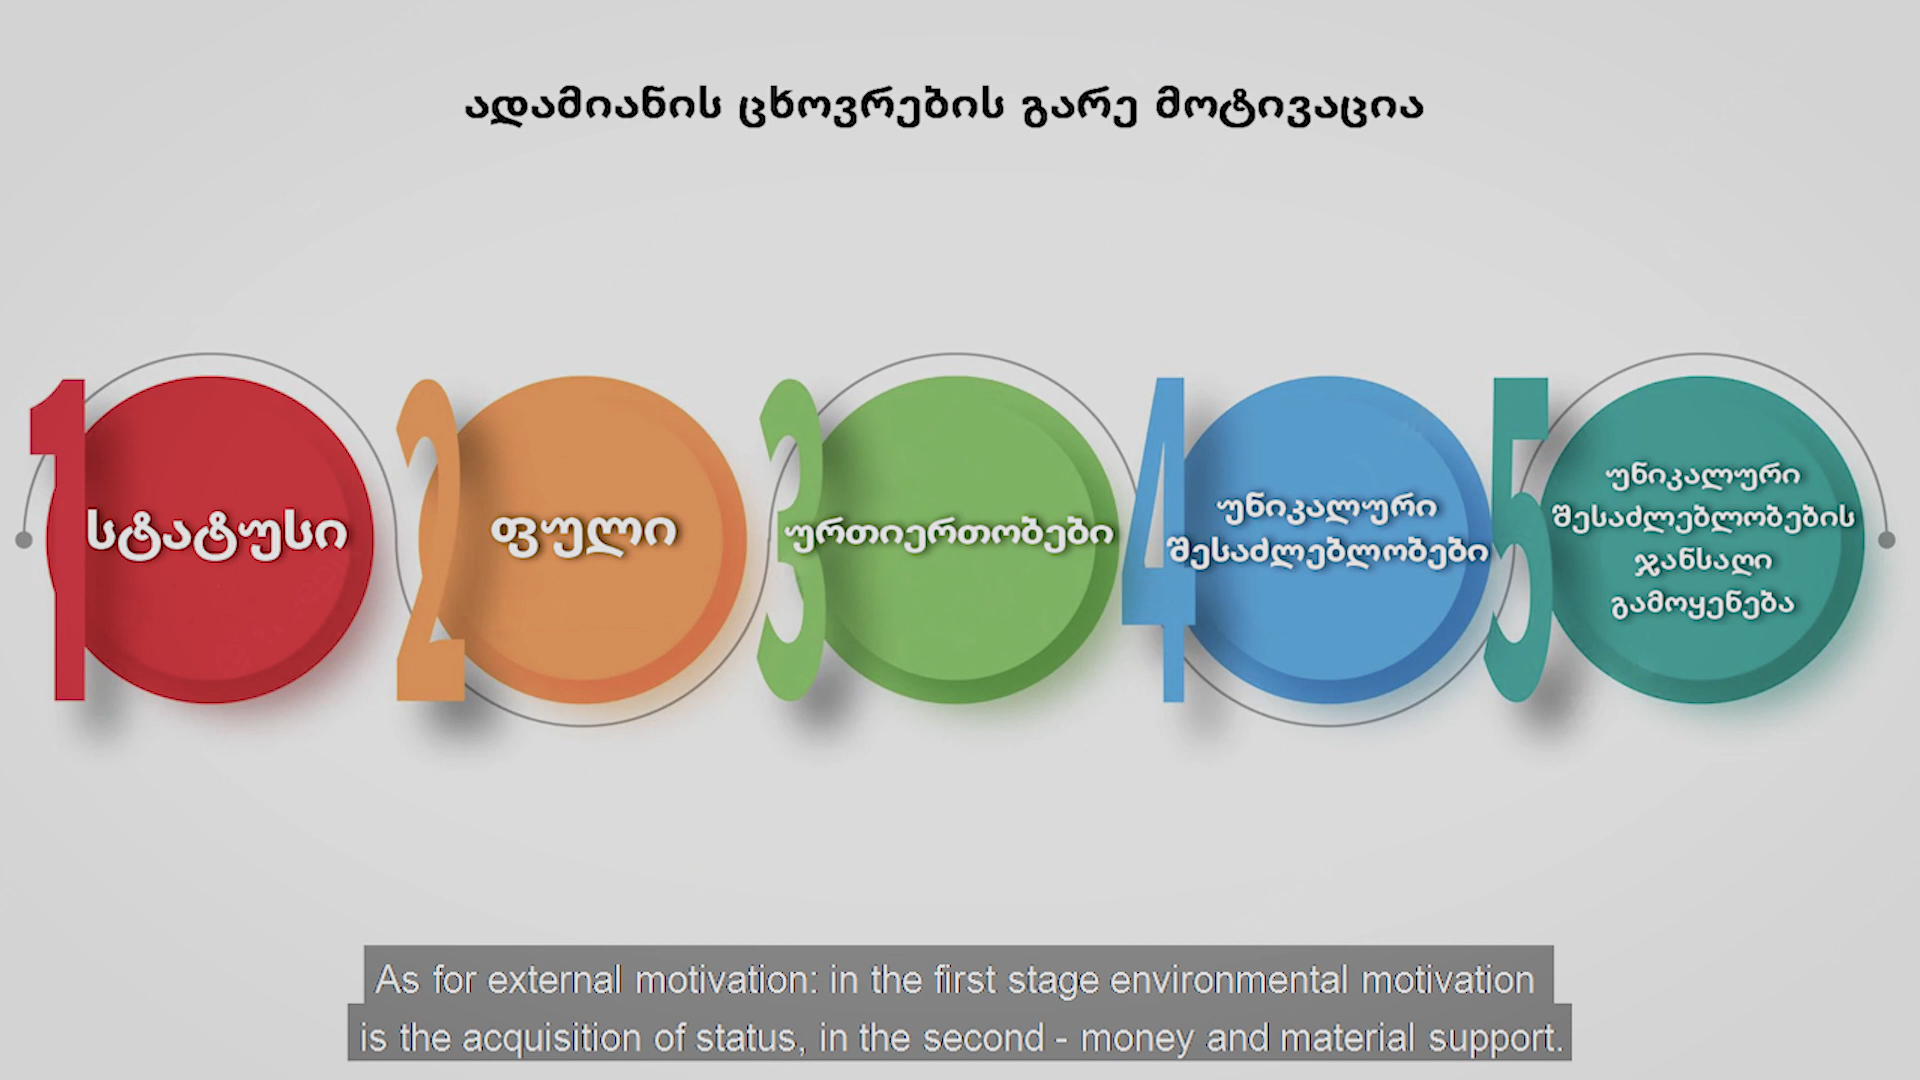 ადამიანის ცხოვრების გარე მოტივაცია
1
სტატუსი
2
ფული
3
ურთიერთობები
4
უნიკალური
შესაძლებლობები
5
უნიკალური
შესაძლებლობების
ჯანსაღი
გამოყენება
As for external motivation: in the first stage environmental motivation
is the acquisition of status, in the second - money and material support.